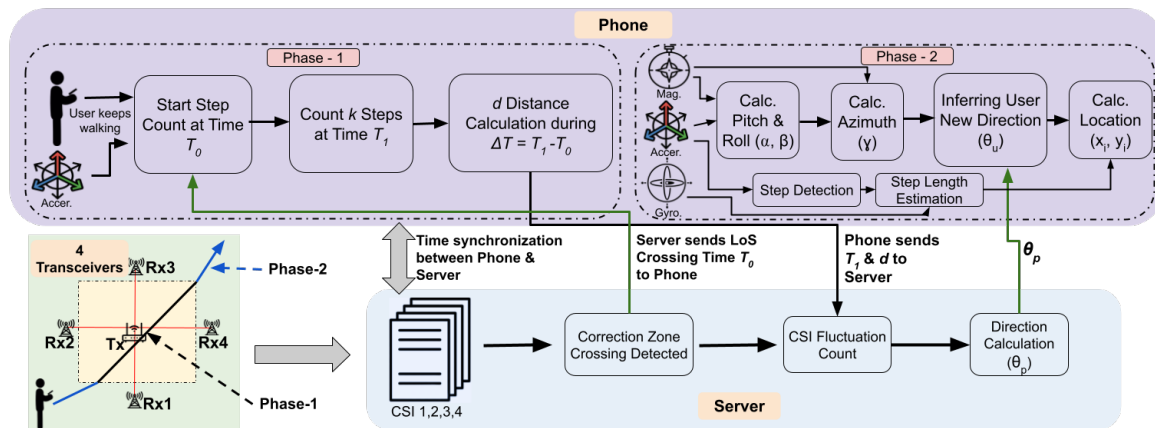 Phone
Phase - 1
User keeps
walking
Accer.
Start Step
Count at Time
T₀
Count k Steps
at Time T₁
d Distance
Calculation during
ΔT = T₁ -T₀
Phase - 2
Mag.
Accer.
Gyro.
Calc.
Pitch &
Roll (α, β)
Calc.
Azimuth
(ɣ)
Inferring User
New Direction
(θᵤ)
Calc.
Location
(xᵢ, yᵢ)
Step Detection
Step Length
Estimation
4
Transceivers
Rx3
Rx2
Tx
Rx4
Rx1
Phase-2
Phase-1
Time synchronization
between Phone &
Server
Server sends LoS
Crossing Time T₀
to Phone
Phone sends
T₁ & d to
Server
θₚ
CSI 1,2,3,4
Correction Zone
Crossing Detected
CSI Fluctuation
Count
Direction
Calculation
(θₚ)
Server